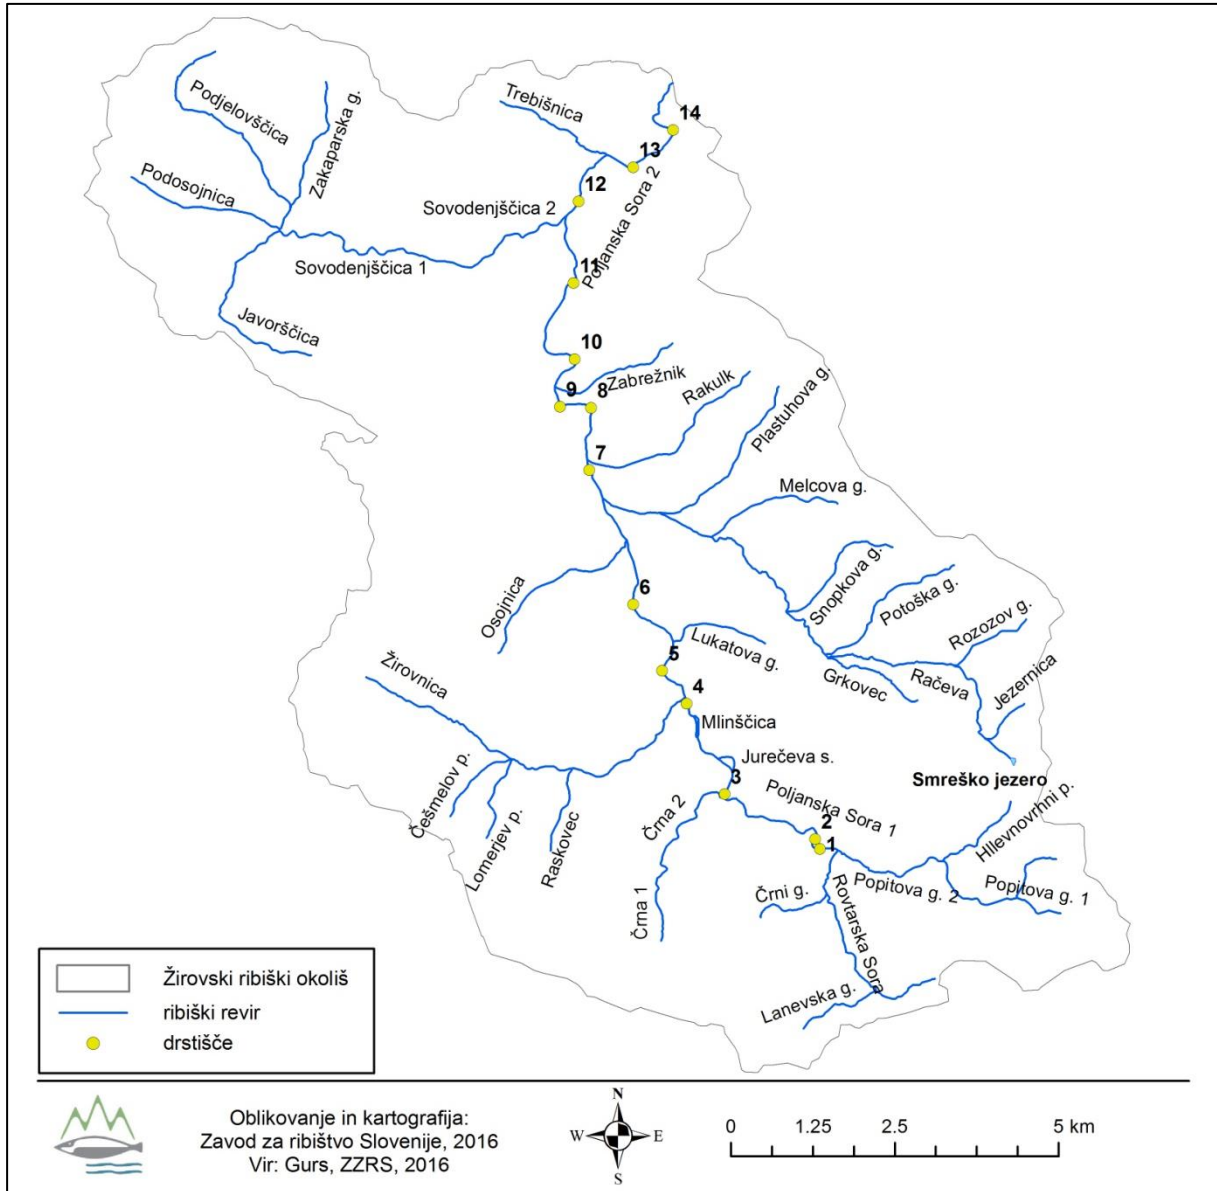 Podjelovščica
Zakaparska g.
Podosojnica
Trebišnica
14
13
12
Sovodenjščica 2
Poljanska Sora 2
Sovodenjščica 1
11
Javorščica
10
Zabrežnik
9
8
Rakulk
Plastuhova g.
7
Melcova g.
Snopkova g.
Potoška g.
Osojnica
6
Rozozov g.
Lukatova g.
Žirovnica
5
Grkovec
Račeva
Jezernica
4
Mlinščica
Jurečeva s.
Smreško jezero
3
Poljanska Sora 1
Hllevnovrhni p.
Češmelov p.
Lomerjev p.
Raskovec
Črna 2
2
1
Črna 1
Črni g.
Popitova g. 2
Popitova g. 1
Rovtarska Sora
Lanevska g.
Žirovski ribiški okoliš
ribiški revir
drstišče
Oblikovanje in kartografija:
Zavod za ribištvo Slovenije, 2016
Vir: Gurs, ZZRS, 2016
N
W
E
S
0 1.25 2.5 5 km